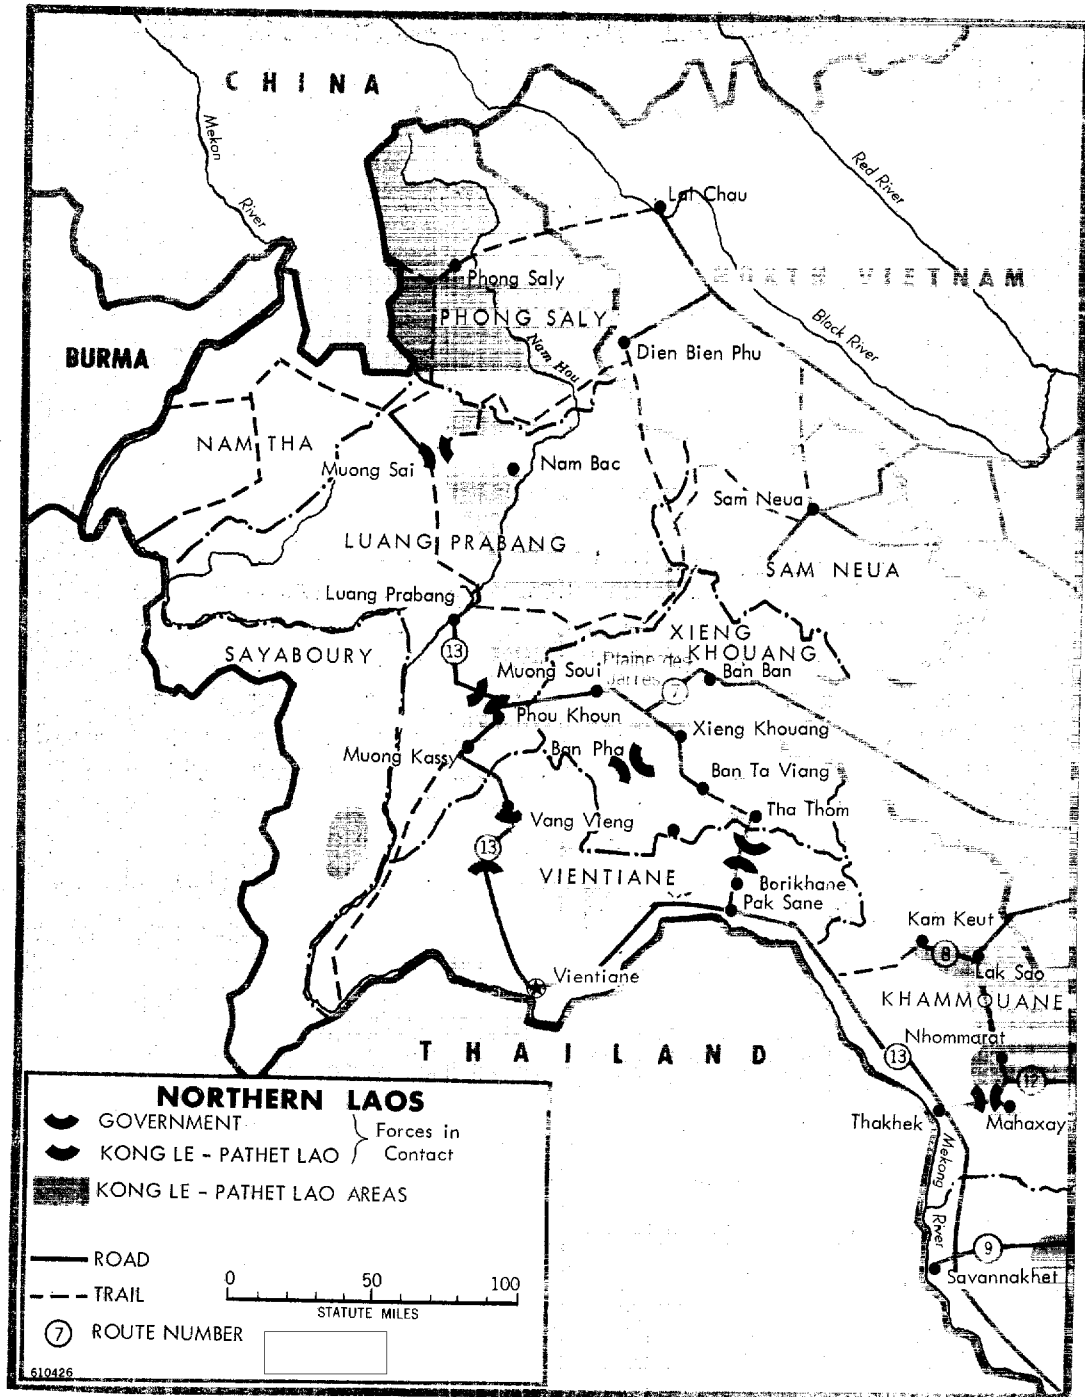 CHINA
Mekon
River
Red River
Lai Chau
Phong Saly
NORTH VIETNAM
PHONG SALY
Black River
BURMA
Nam Hou
Dien Bien Phu
NAM THA
Muong Sai
Nam Bac
Sam Neua
LUANG PRABANG
SAM NEUA
Luang Prabang
XIENG
KHOUANG
13
SAYABOURY
Muong Soui
Plaine des
Jarres
7
Ban Ban
Phou Khoun
Xieng Khouang
Muong Kassy
Ban Pha
Ban Ta Viang
Tha Thom
Vang Vieng
13
VIENTIANE
Borikhane
Pak Sane
Kam Keut
8
Lak Sao
Vientiane
KHAMMOUANE
THAILAND
Nhommarat
13
12
Thakhek
Mahaxay
Mekong
River
9
Savannakhet
NORTHERN LAOS
GOVERNMENT
KONG LE - PATHET LAO
Forces in
Contact
KONG LE - PATHET LAO AREAS
ROAD
TRAIL
7 ROUTE NUMBER
0 50 100
STATUTE MILES
610426